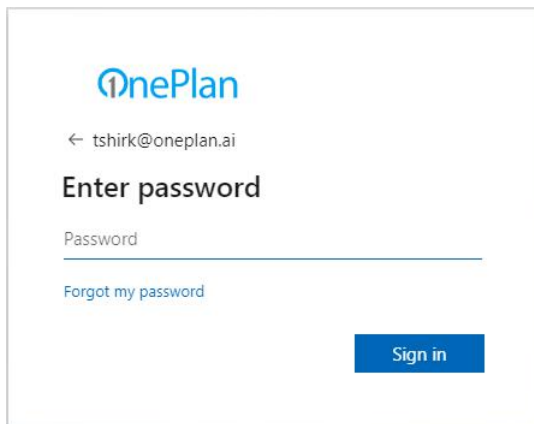 OnePlan
← tshirk@oneplan.ai
Enter password
Password
Forgot my password
Sign in